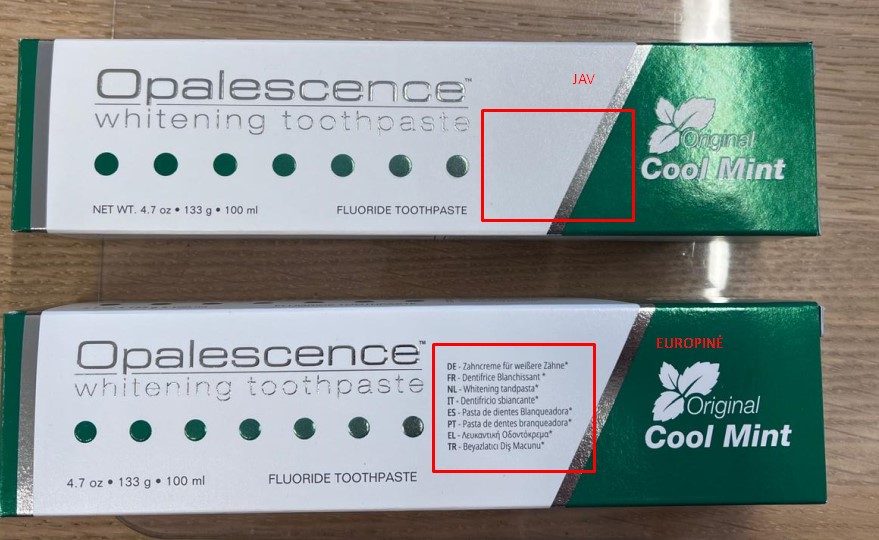 Opalescence™
whitening toothpaste
NET WT. 4.7 oz • 133 g • 100 ml
FLUORIDE TOOTHPASTE
JAV
Original
Cool Mint
Opalescence™
whitening toothpaste
4.7 oz • 133 g • 100 ml
FLUORIDE TOOTHPASTE
DE - Zahncreme für weißere Zähne*
FR - Dentifrice Blanchissant *
NL - Whitening tandpasta*
IT - Dentifricio sbiancante*
ES - Pasta de dientes Blanqueadora*
PT - Pasta de dentes branqueadora*
EL - Λευκαντική Οδοντόκρεμα*
TR - Beyazlatıcı Diş Macunu*
EUROPINĖ
Original
Cool Mint